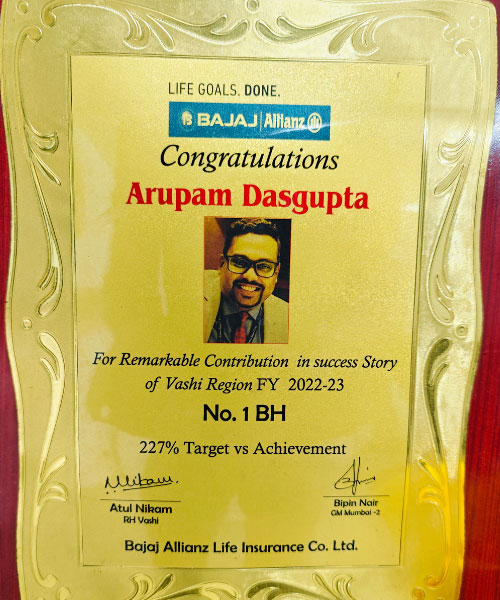 LIFE GOALS. DONE.
BAJAJ Allianz
Congratulations
Arupam Dasgupta
For Remarkable Contribution in success Story
of Vashi Region FY 2022-23
No. 1 BH
227% Target vs Achievement
Atul Nikam
RH Vashi
Bipin Nair
GM Mumbai -2
Bajaj Allianz Life Insurance Co. Ltd.